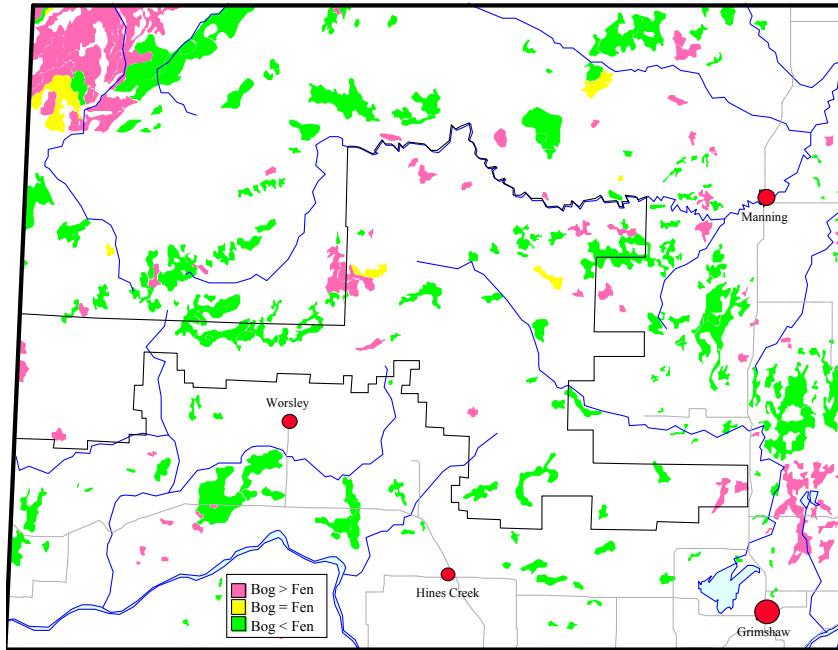 Manning
Worsley
Bog > Fen
Bog = Fen
Bog < Fen
Hines Creek
Grimshaw